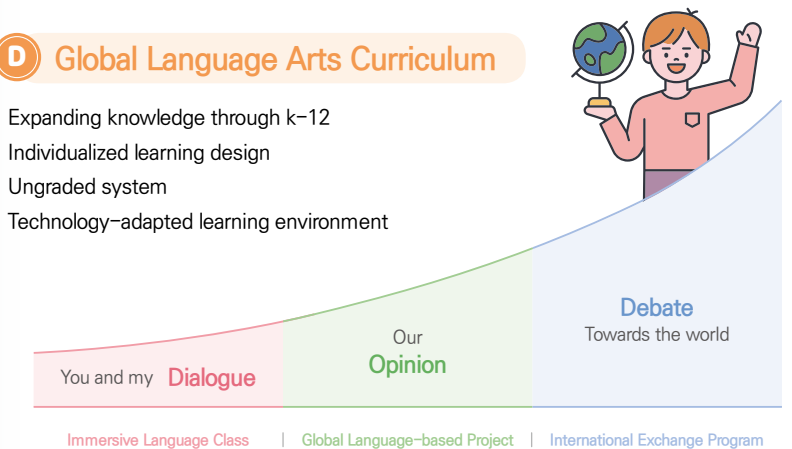 D Global Language Arts Curriculum
Expanding knowledge through k-12
Individualized learning design
Ungraded system
Technology-adapted learning environment
You and my Dialogue
Our
Opinion
Debate
Towards the world
Immersive Language Class | Global Language-based Project | International Exchange Program